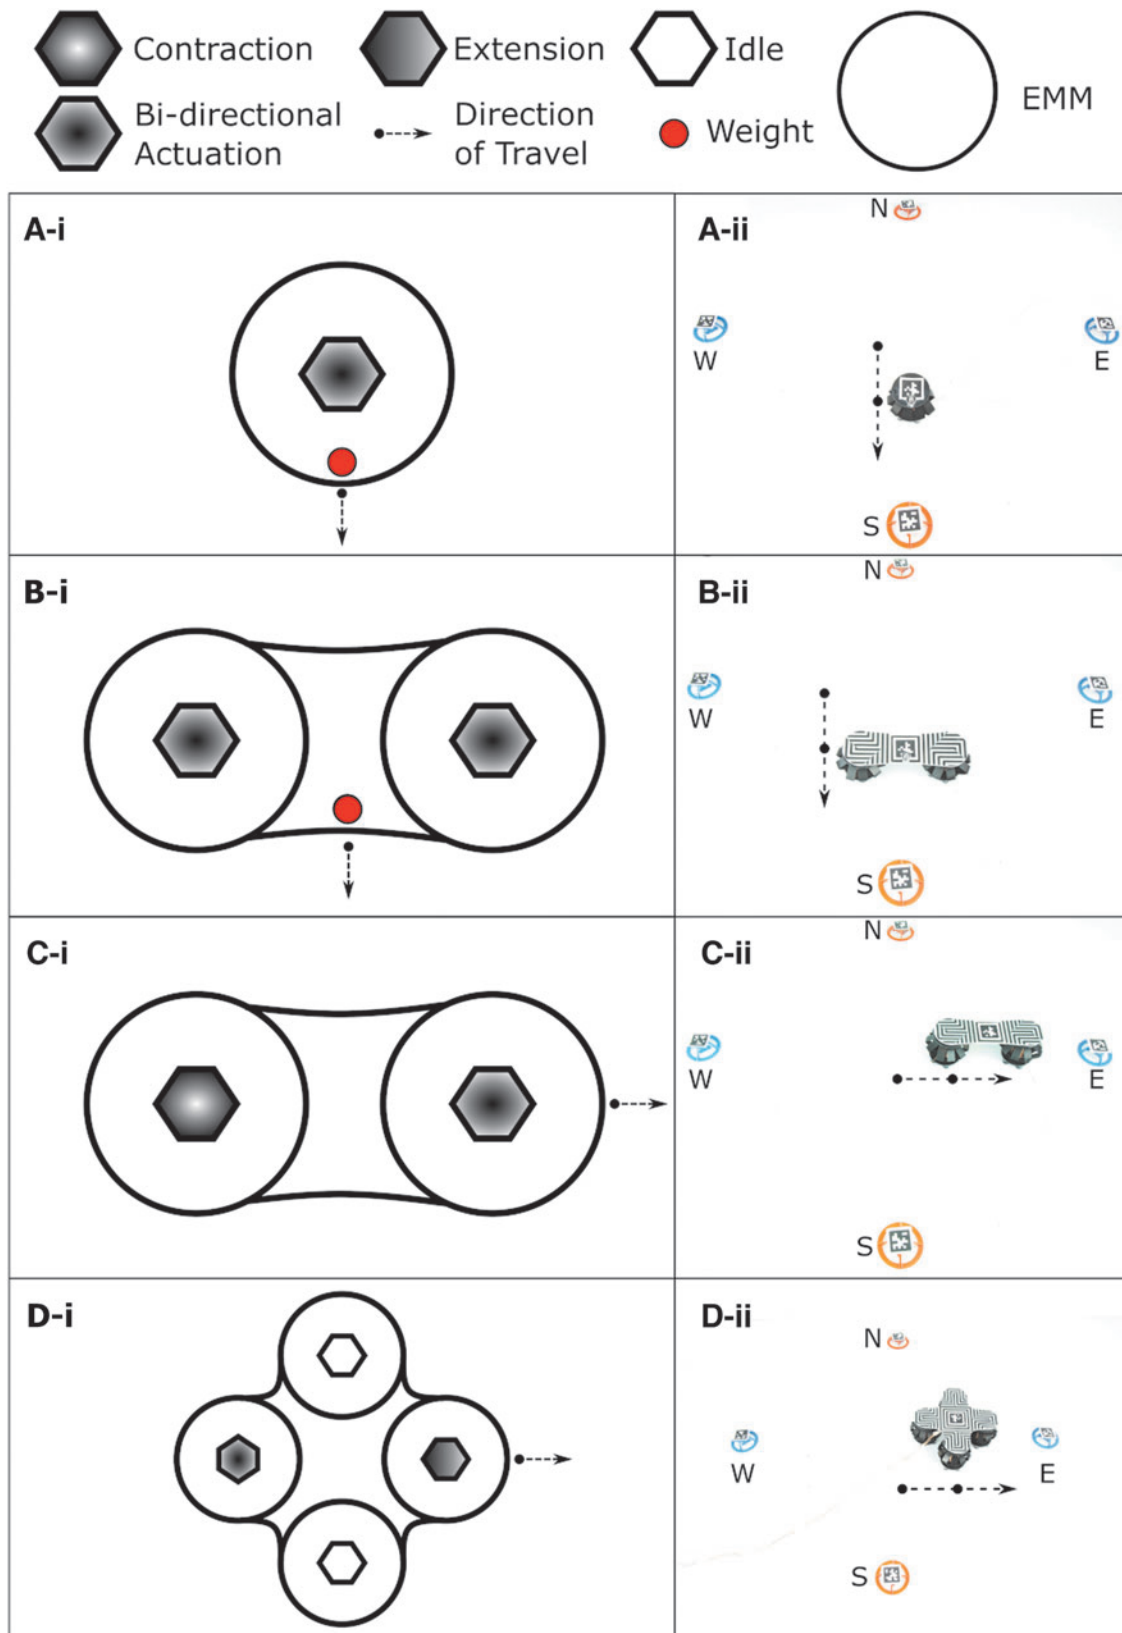 Contraction
Extension
Idle
EMM
Bi-directional
Actuation
Direction
of Travel
Weight
A-i
A-ii
N
W
E
S
B-i
B-ii
N
W
E
S
C-i
C-ii
N
W
E
S
D-i
D-ii
N
W
E
S